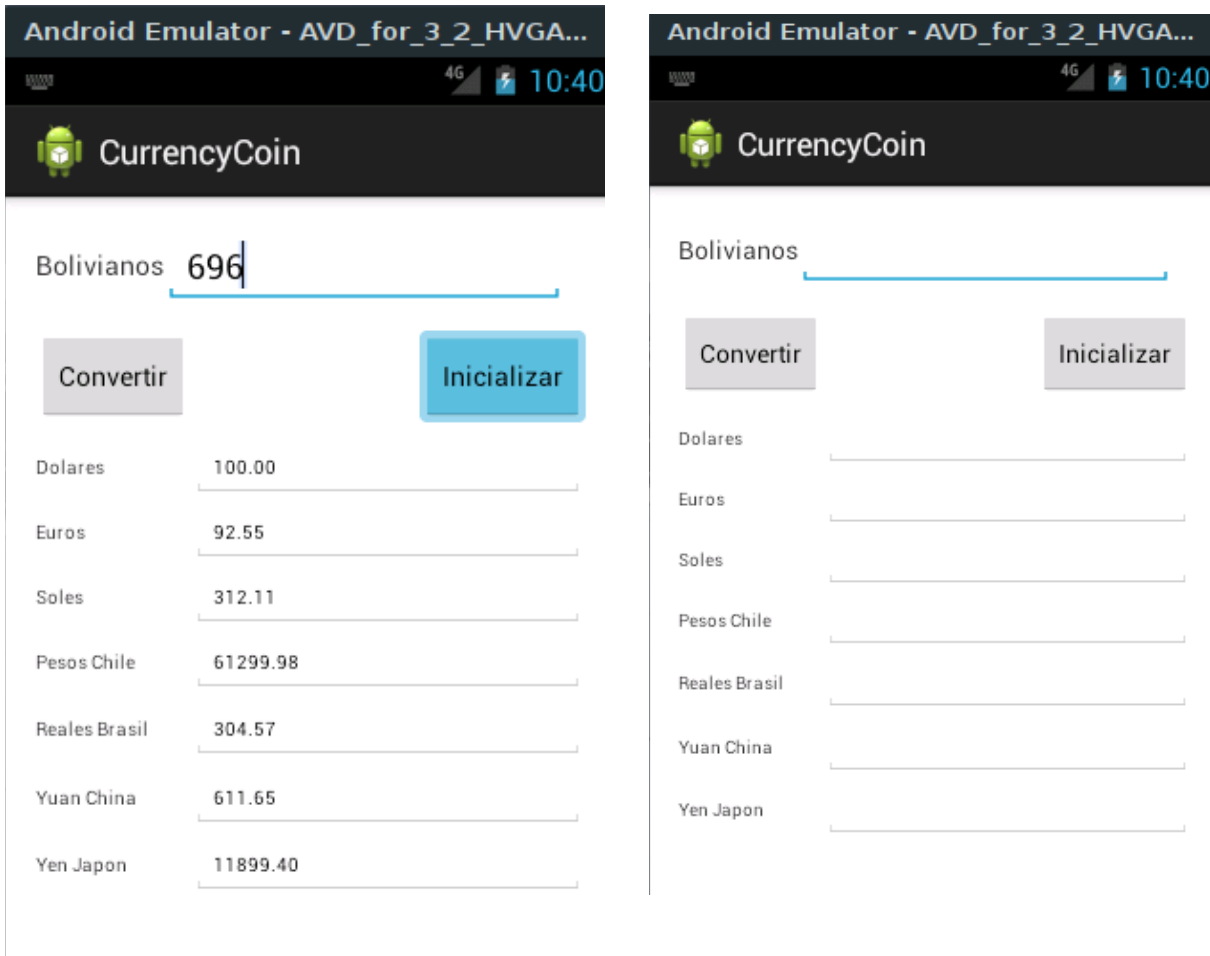 Android Emulator - AVD_for_3_2_HVGA...
4G 10:40
CurrencyCoin
Bolivianos 696
Convertir Inicializar
Dolares 100.00
Euros 92.55
Soles 312.11
Pesos Chile 61299.98
Reales Brasil 304.57
Yuan China 611.65
Yen Japon 11899.40
Android Emulator - AVD_for_3_2_HVGA...
4G 10:40
CurrencyCoin
Bolivianos
Convertir Inicializar
Dolares
Euros
Soles
Pesos Chile
Reales Brasil
Yuan China
Yen Japon